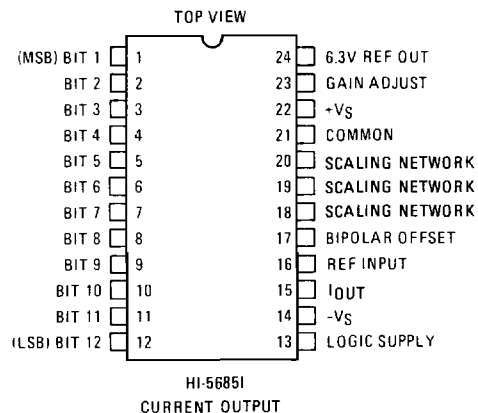 TOP VIEW
(MSB) BIT 1 1 24 6.3V REF OUT
BIT 2 2 23 GAIN ADJUST
BIT 3 3 22 +VS
BIT 4 4 21 COMMON
BIT 5 5 20 SCALING NETWORK
BIT 6 6 19 SCALING NETWORK
BIT 7 7 18 SCALING NETWORK
BIT 8 8 17 BIPOLAR OFFSET
BIT 9 9 16 REF INPUT
BIT 10 10 15 IOUT
BIT 11 11 14 -VS
(LSB) BIT 12 12 13 LOGIC SUPPLY
HI-5685I
CURRENT OUTPUT